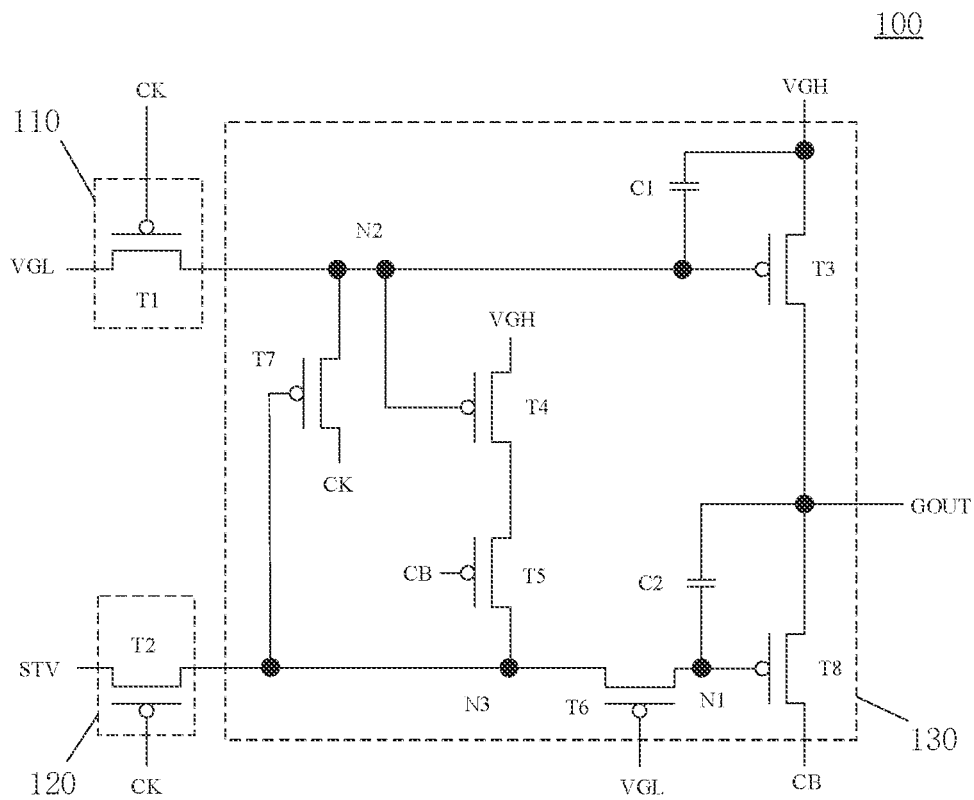 100
CK
VGH
110
C1
N2
VGL
T1
T3
VGH
T7
T4
CK
GOUT
CB
T5
C2
T2
STV
T8
N3
T6
N1
130
120
CK
VGL
CB